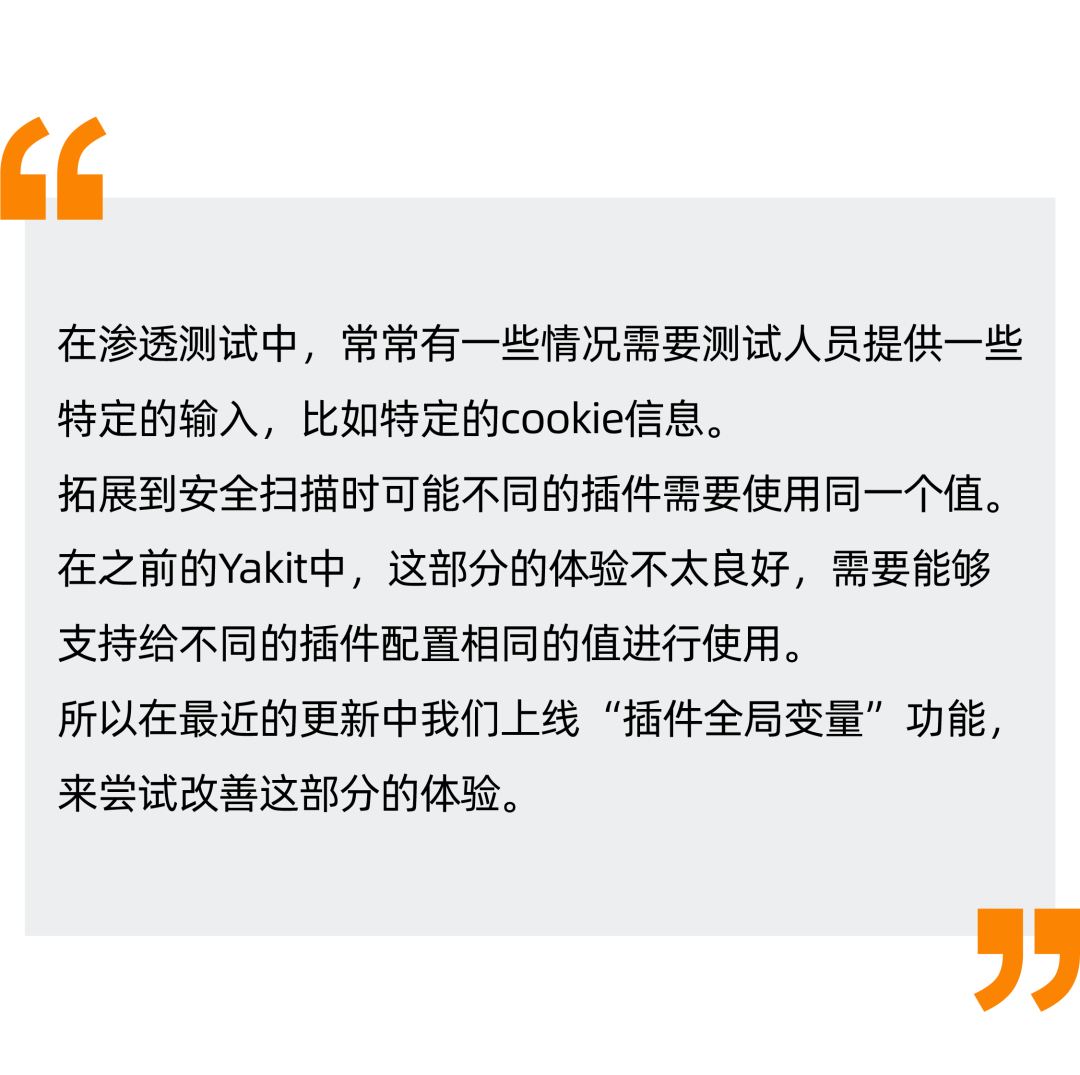 在渗透测试中，常常有一些情况需要测试人员提供一些
特定的输入，比如特定的cookie信息。
拓展到安全扫描时可能不同的插件需要使用同一个值。
在之前的Yakit中，这部分的体验不太良好，需要能够
支持给不同的插件配置相同的值进行使用。
所以在最近的更新中我们上线“插件全局变量”功能，
来尝试改善这部分的体验。